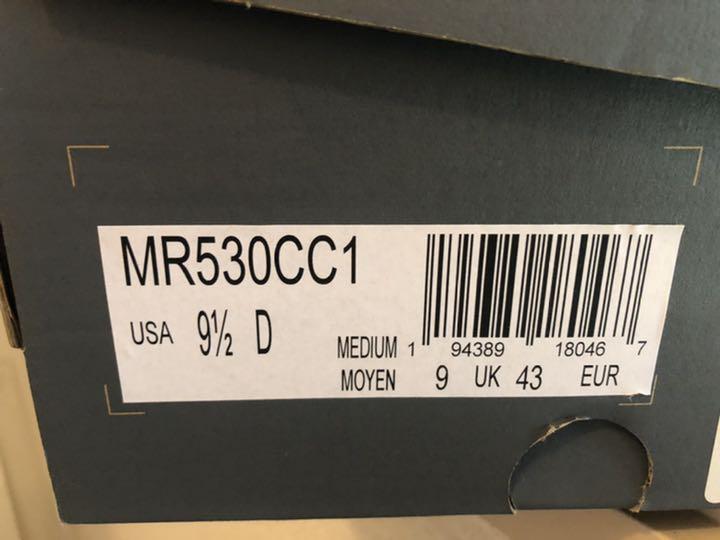 MR530CC1
USA 9½ D
MEDIUM 1 94389 18046 7
MOYEN 9 UK 43 EUR